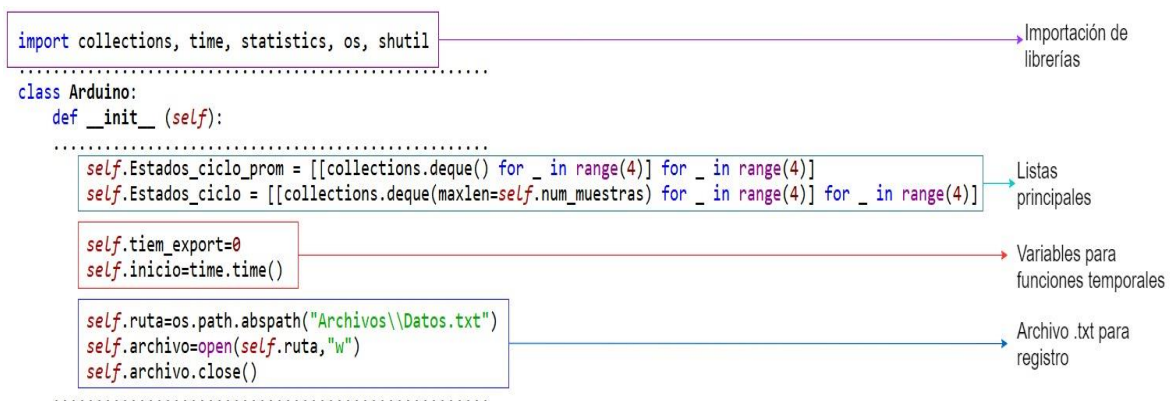 import collections, time, statistics, os, shutil
Importación de
librerías
..................................................
class Arduino:
def __init__ (self):
..................................................
self.Estados_ciclo_prom = [[collections.deque() for _ in range(4)] for _ in range(4)]
self.Estados_ciclo = [[collections.deque(maxlen=self.num_muestras) for _ in range(4)] for _ in range(4)]
Listas
principales
self.tiem_export=0
self.inicio=time.time()
Variables para
funciones temporales
self.ruta=os.path.abspath("Archivos\\Datos.txt")
self.archivo=open(self.ruta,"w")
self.archivo.close()
Archivo .txt para
registro
..................................................